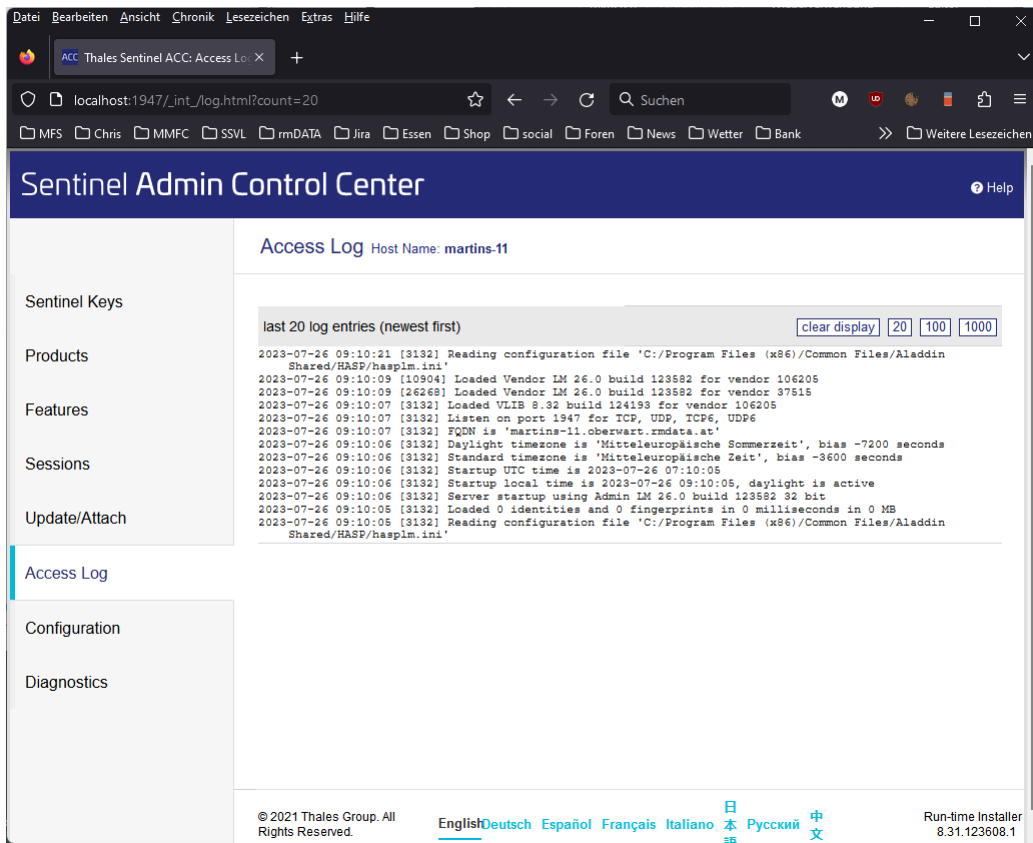 Datei Bearbeiten Ansicht Chronik Lesezeichen Extras Hilfe
ACC Thales Sentinel ACC: Access Log
localhost:1947/_int_/log.html?count=20
Suchen
MFS Chris MMFC SSVL rmDATA Jira Essen Shop social Foren News Wetter Bank Weitere Lesezeichen
Sentinel Admin Control Center
Help
Access Log Host Name: martins-11
Sentinel Keys
Products
Features
Sessions
Update/Attach
Access Log
Configuration
Diagnostics
last 20 log entries (newest first)
clear display 20 100 1000
2023-07-26 09:10:21 [3132] Reading configuration file 'C:/Program Files (x86)/Common Files/Aladdin
Shared/HASP/hasplm.ini'
2023-07-26 09:10:09 [10904] Loaded Vendor LM 26.0 build 123582 for vendor 106205
2023-07-26 09:10:09 [26268] Loaded Vendor LM 26.0 build 123582 for vendor 37515
2023-07-26 09:10:07 [3132] Loaded VLIB 8.32 build 124193 for vendor 106205
2023-07-26 09:10:07 [3132] Listen on port 1947 for TCP, UDP, TCP6, UDP6
2023-07-26 09:10:07 [3132] FQDN is 'martins-11.oberwart.rmdata.at'
2023-07-26 09:10:06 [3132] Daylight timezone is 'Mitteleuropäische Sommerzeit', bias -7200 seconds
2023-07-26 09:10:06 [3132] Standard timezone is 'Mitteleuropäische Zeit', bias -3600 seconds
2023-07-26 09:10:06 [3132] Startup UTC time is 2023-07-26 07:10:05
2023-07-26 09:10:06 [3132] Startup local time is 2023-07-26 09:10:05, daylight is active
2023-07-26 09:10:06 [3132] Server startup using Admin LM 26.0 build 123582 32 bit
2023-07-26 09:10:05 [3132] Loaded 0 identities and 0 fingerprints in 0 milliseconds in 0 MB
2023-07-26 09:10:05 [3132] Reading configuration file 'C:/Program Files (x86)/Common Files/Aladdin
Shared/HASP/hasplm.ini'
© 2021 Thales Group. All
Rights Reserved.
English Deutsch Español Français Italiano 日本語 Русский 中文
Run-time Installer
8.31.123608.1